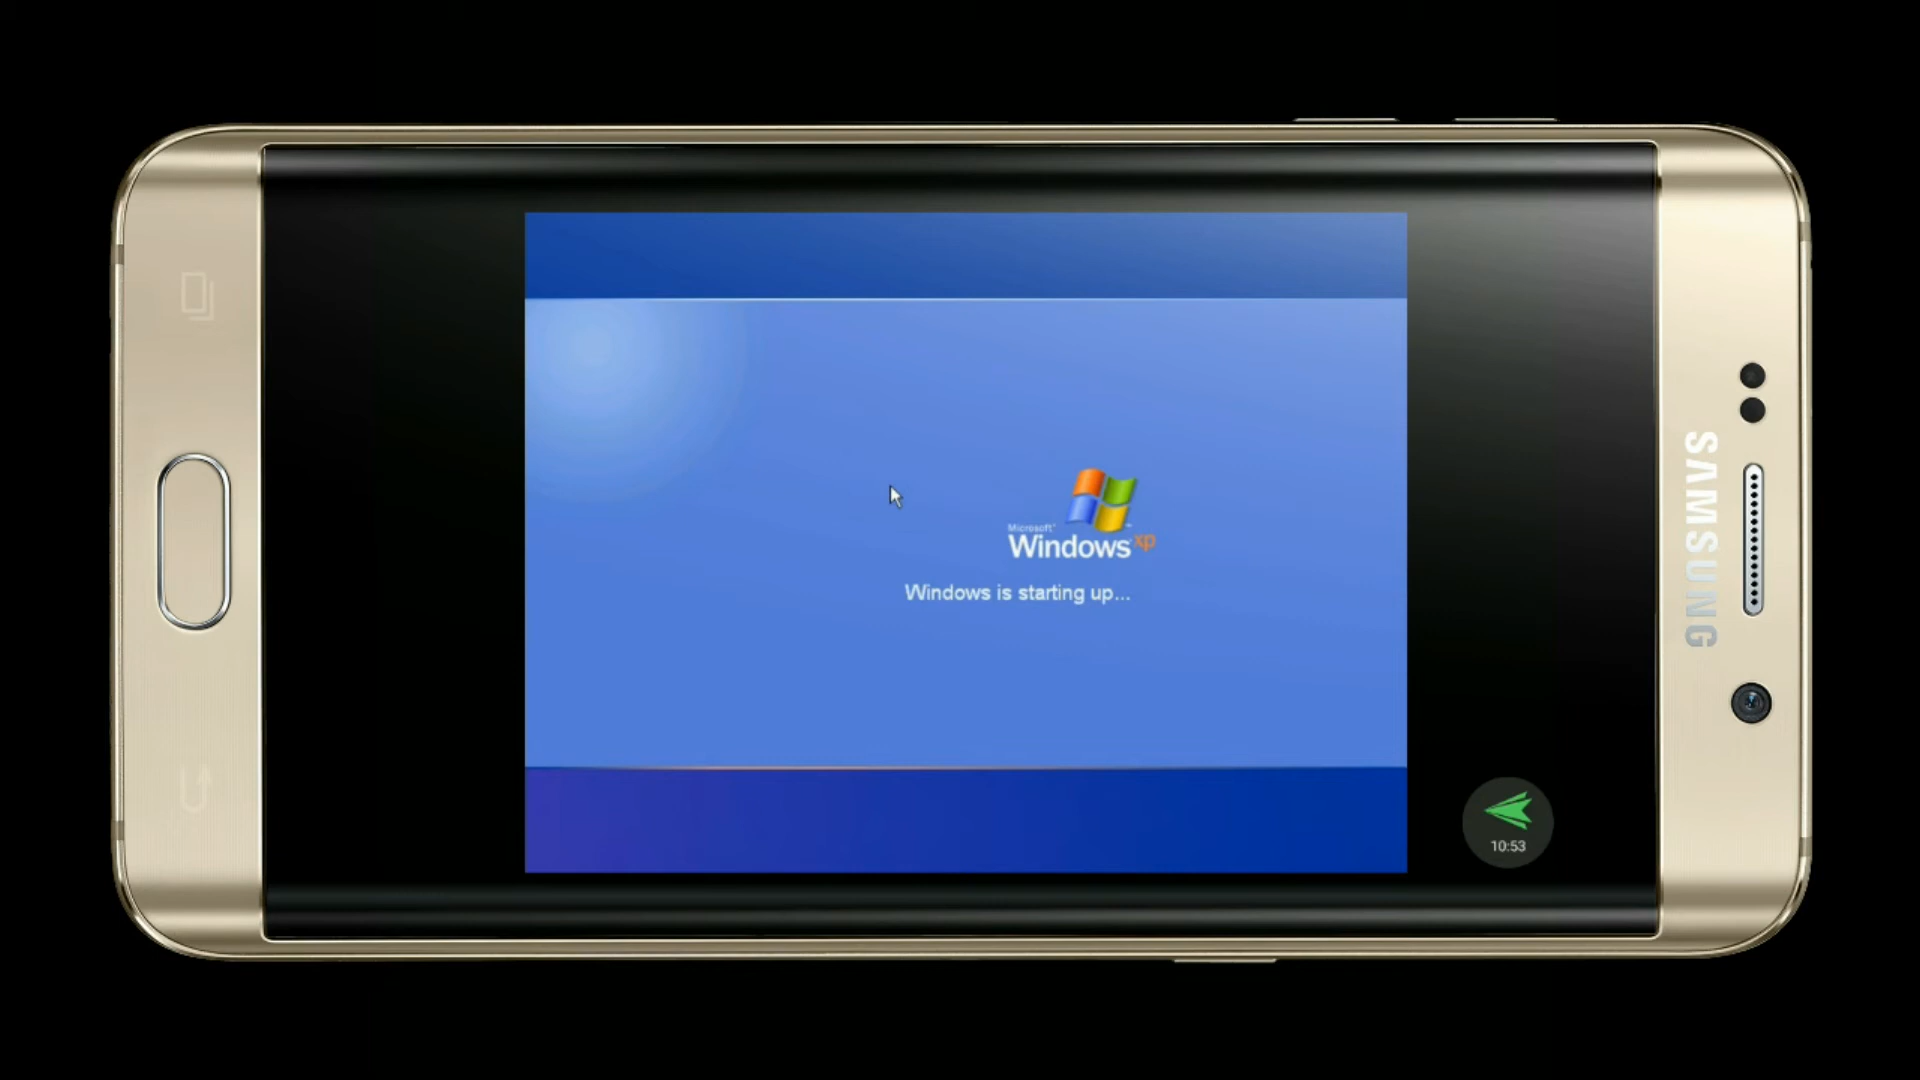 Microsoft®
Windows xp
Windows is starting up...
SAMSUNG
10:53